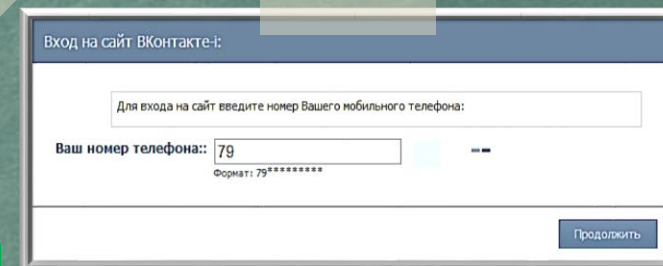 Вход на сайт ВКонтакте-i:
Для входа на сайт введите номер Вашего мобильного телефона:
Ваш номер телефона:: 79
Формат: 79*********
Продолжить